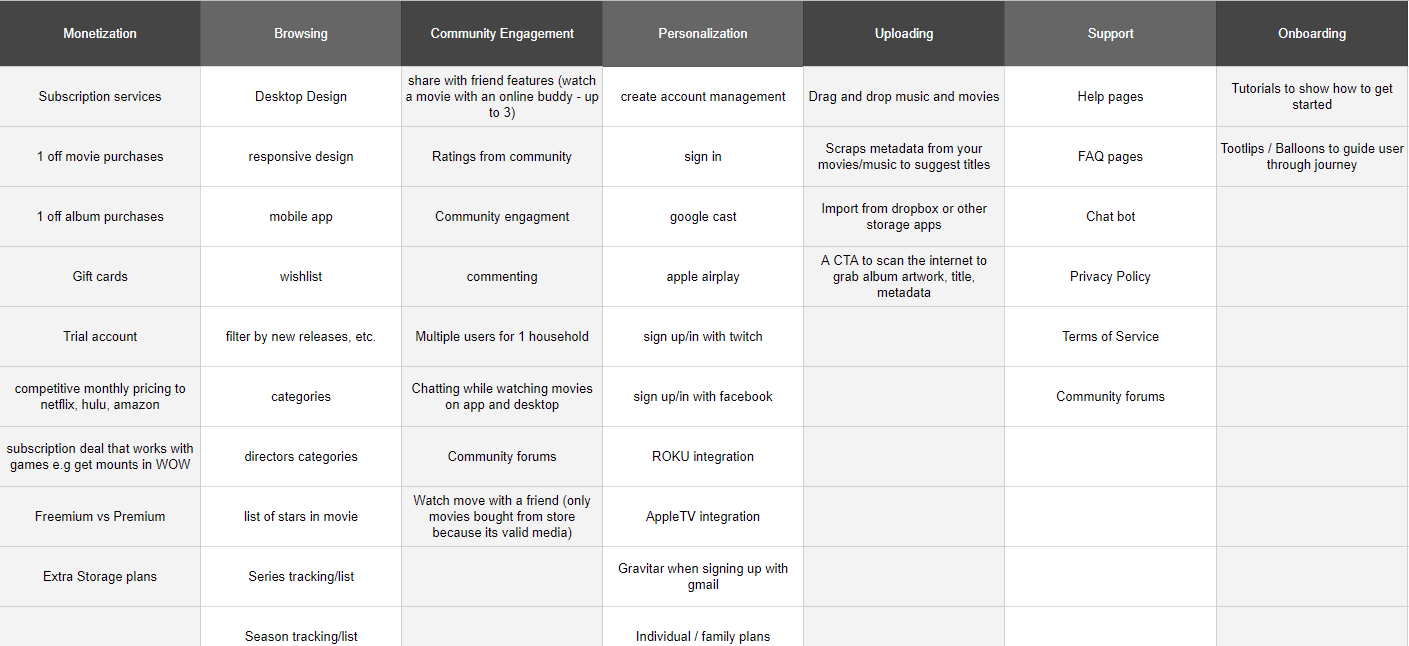 Monetization Browsing Community Engagement Personalization Uploading Support Onboarding
Subscription services
Desktop Design
share with friend features (watch
a movie with an online buddy - up
to 3)
create account management
Drag and drop music and movies
Help pages
Tutorials to show how to get
started
1 off movie purchases
responsive design
Ratings from community
sign in
Scraps metadata from your
movies/music to suggest titles
FAQ pages
Tootlips / Balloons to guide user
through journey
1 off album purchases
mobile app
Community engagment
google cast
Import from dropbox or other
storage apps
Chat bot
Gift cards
wishlist
commenting
apple airplay
A CTA to scan the internet to
grab album artwork, title,
metadata
Privacy Policy
Trial account
filter by new releases, etc.
Multiple users for 1 household
sign up/in with twitch
Terms of Service
competitive monthly pricing to
netflix, hulu, amazon
categories
Chatting while watching movies
on app and desktop
sign up/in with facebook
Community forums
subscription deal that works with
games e.g get mounts in WOW
directors categories
Community forums
ROKU integration
Freemium vs Premium
list of stars in movie
Watch move with a friend (only
movies bought from store
because its valid media)
AppleTV integration
Extra Storage plans
Series tracking/list
Gravitar when signing up with
gmail
Season tracking/list
Individual / family plans